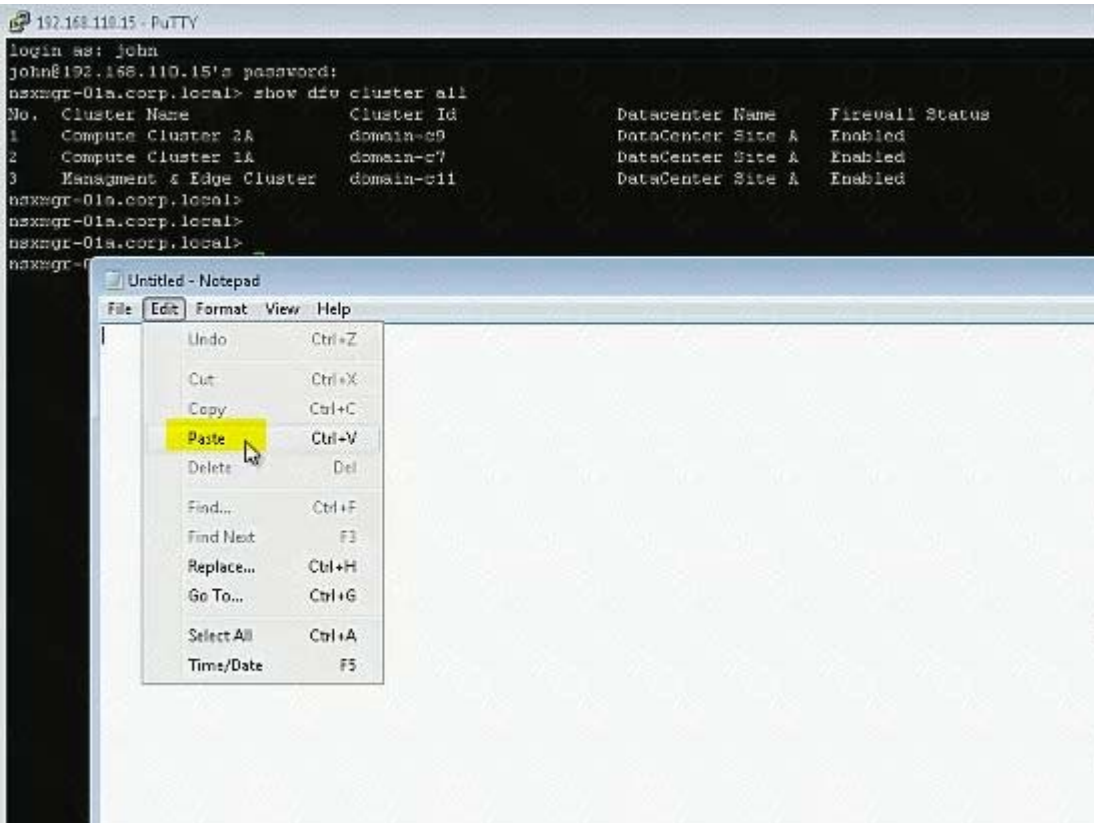 192.168.110.15 - PuTTY
login as: john
john@192.168.110.15's password:
nsxmgr-01a.corp.local> show dfw cluster all
No. Cluster Name Cluster Id Datacenter Name Firewall Status
1 Compute Cluster 2A domain-c9 DataCenter Site A Enabled
2 Compute Cluster 1A domain-c7 DataCenter Site A Enabled
3 Managment & Edge Cluster domain-c11 DataCenter Site A Enabled
nsxmgr-01a.corp.local>
nsxmgr-01a.corp.local>
nsxmgr-01a.corp.local>
nsxmgr-0
Untitled - Notepad
File Edit Format View Help
Undo Ctrl+Z
Cut Ctrl+X
Copy Ctrl+C
Paste Ctrl+V
Delete Del
Find... Ctrl+F
Find Next F3
Replace... Ctrl+H
Go To... Ctrl+G
Select All Ctrl+A
Time/Date F5